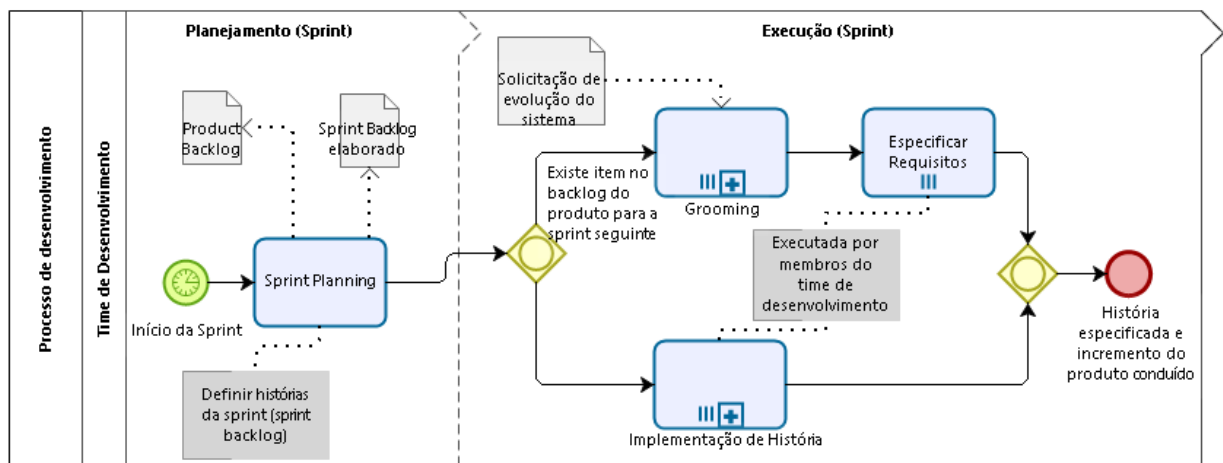 Processo de desenvolvimento
Time de Desenvolvimento
Planejamento (Sprint)
Product
Backlog
Sprint Backlog
elaborado
Início da Sprint
Sprint Planning
Definir histórias
da sprint (sprint
backlog)
Execução (Sprint)
Solicitação de
evolução do
sistema
Existe item no
backlog do
produto para a
sprint seguinte
Grooming
Especificar
Requisitos
Executada por
membros do
time de
desenvolvimento
Implementação de História
História
especificada e
incremento do
produto concluído